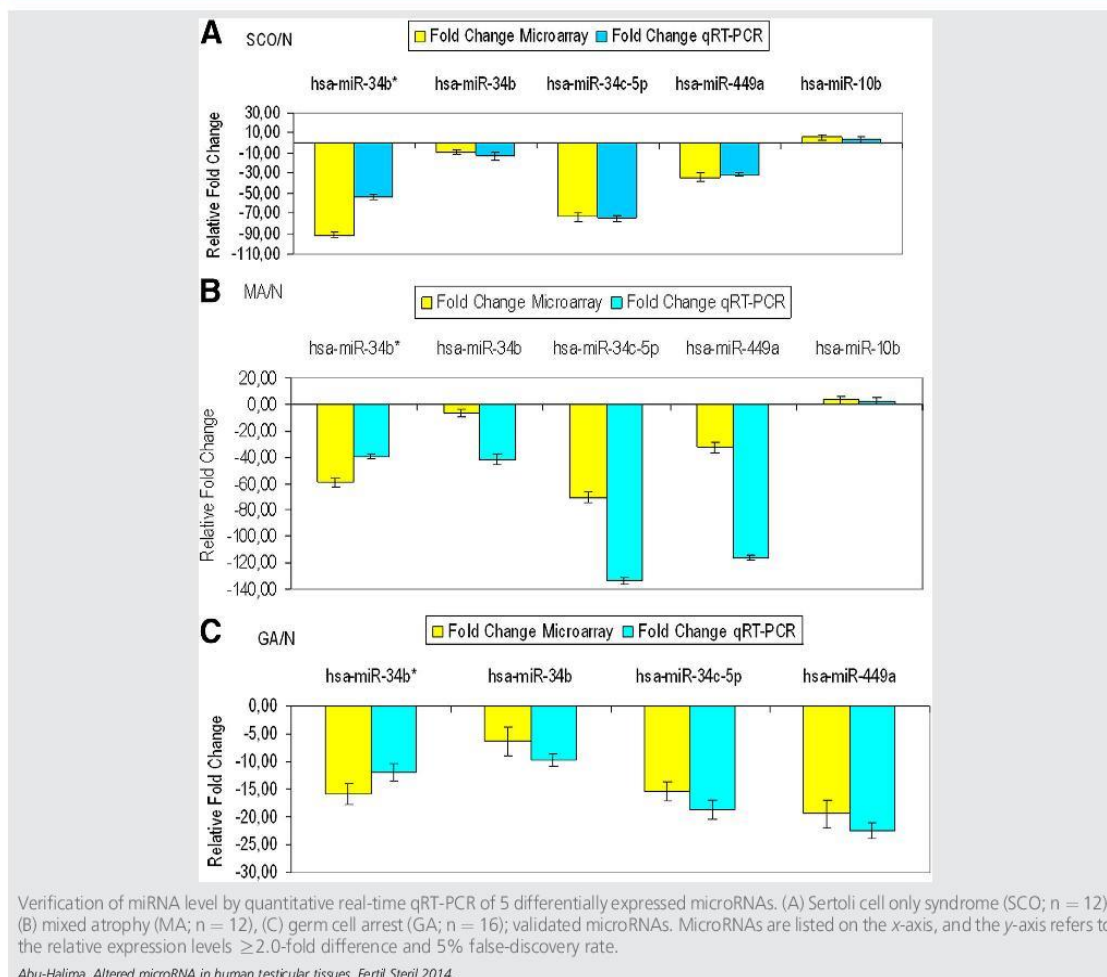 A SCO/N
Fold Change Microarray Fold Change qRT-PCR
hsa-miR-34b* hsa-miR-34b hsa-miR-34c-5p hsa-miR-449a hsa-miR-10b
Relative Fold Change
30,00
10,00
-10,00
-30,00
-50,00
-70,00
-90,00
-110,00
B MA/N
Fold Change Microarray Fold Change qRT-PCR
hsa-miR-34b* hsa-miR-34b hsa-miR-34c-5p hsa-miR-449a hsa-miR-10b
Relative Fold Change
20,00
0,00
-20,00
-40,00
-60,00
-80,00
-100,00
-120,00
-140,00
C GA/N
Fold Change Microarray Fold Change qRT-PCR
hsa-miR-34b* hsa-miR-34b hsa-miR-34c-5p hsa-miR-449a
Relative Fold Change
0,00
-5,00
-10,00
-15,00
-20,00
-25,00
-30,00
Verification of miRNA level by quantitative real-time qRT-PCR of 5 differentially expressed microRNAs. (A) Sertoli cell only syndrome (SCO; n = 12)
(B) mixed atrophy (MA; n = 12), (C) germ cell arrest (GA; n = 16); validated microRNAs. MicroRNAs are listed on the x-axis, and the y-axis refers to
the relative expression levels ≥2.0-fold difference and 5% false-discovery rate.
Abu-Halima. Altered microRNA in human testicular tissues. Fertil Steril 2014.